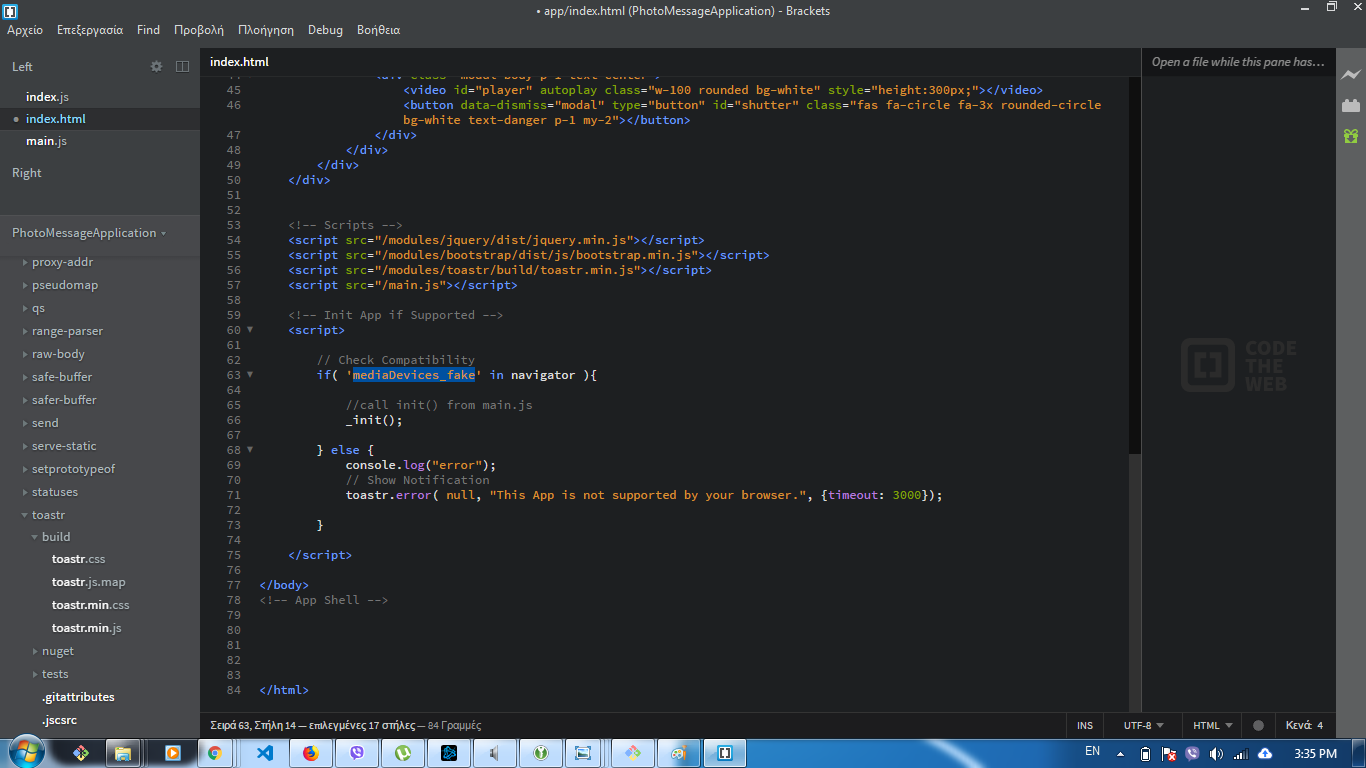 • app/index.html (PhotoMessageApplication) - Brackets
Αρχείο Επεξεργασία Find Προβολή Πλοήγηση Debug Βοήθεια
Left
index.js
• index.html
main.js
Right
PhotoMessageApplication
proxy-addr
pseudomap
qs
range-parser
raw-body
safe-buffer
safer-buffer
send
serve-static
setprototypeof
statuses
toastr
build
toastr.css
toastr.js.map
toastr.min.css
toastr.min.js
nuget
tests
.gitattributes
.jscsrc
index.html
44 <div class="modal-body p-1 text-center">
45 <video id="player" autoplay class="w-100 rounded bg-white" style="height:300px;"></video>
46 <button data-dismiss="modal" type="button" id="shutter" class="fas fa-circle fa-3x rounded-circle
bg-white text-danger p-1 my-2"></button>
47 </div>
48 </div>
49 </div>
50 </div>
51
52
53 <!-- Scripts -->
54 <script src="/modules/jquery/dist/jquery.min.js"></script>
55 <script src="/modules/bootstrap/dist/js/bootstrap.min.js"></script>
56 <script src="/modules/toastr/build/toastr.min.js"></script>
57 <script src="/main.js"></script>
58
59 <!-- Init App if Supported -->
60 <script>
61
62 // Check Compatibility
63 if( 'mediaDevices_fake' in navigator ){
64
65 //call init() from main.js
66 _init();
67
68 } else {
69 console.log("error");
70 // Show Notification
71 toastr.error( null, "This App is not supported by your browser.", {timeout: 3000});
72
73 }
74
75 </script>
76
77 </body>
78 <!-- App Shell -->
79
80
81
82
83
84 </html>
Open a file while this pane has...
CODE
THE
WEB
Σειρά 63, Στήλη 14 — επιλεγμένες 17 στήλες — 84 Γραμμές
INS UTF-8 HTML Κενά: 4
EN 3:35 PM